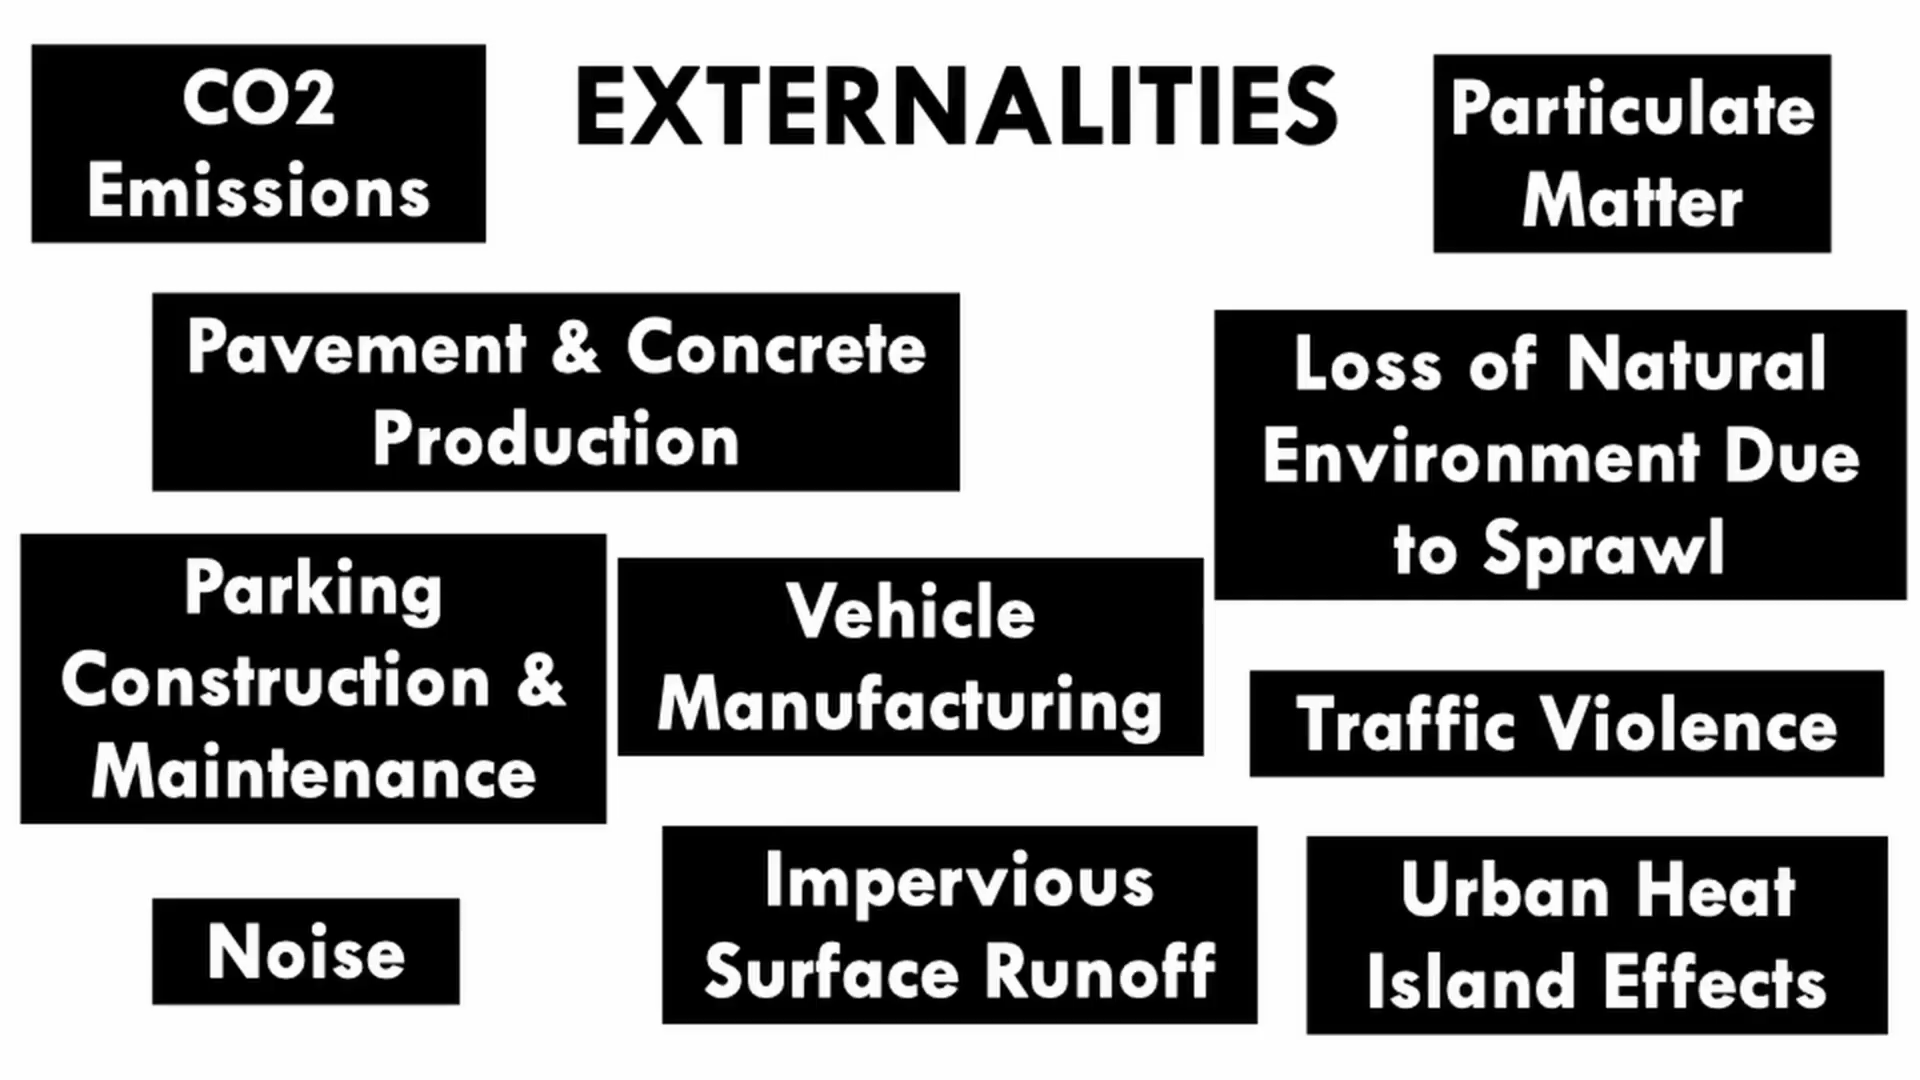 EXTERNALITIES
CO2
Emissions
Particulate
Matter
Pavement & Concrete
Production
Loss of Natural
Environment Due
to Sprawl
Parking
Construction &
Maintenance
Vehicle
Manufacturing
Traffic Violence
Noise
Impervious
Surface Runoff
Urban Heat
Island Effects